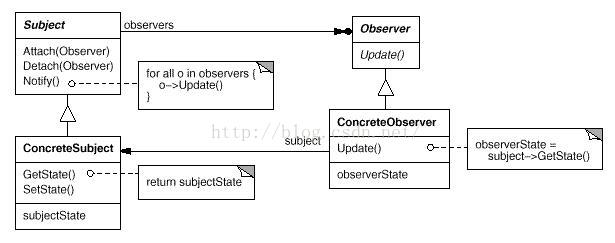 Subject
Attach(Observer)
Detach(Observer)
Notify()
observers
for all o in observers {
o->Update()
}
Observer
Update()
http://blog.csdn.net/
ConcreteSubject
GetState()
SetState()
subjectState
return subjectState
subject
ConcreteObserver
Update()
observerState
observerState =
subject->GetState()